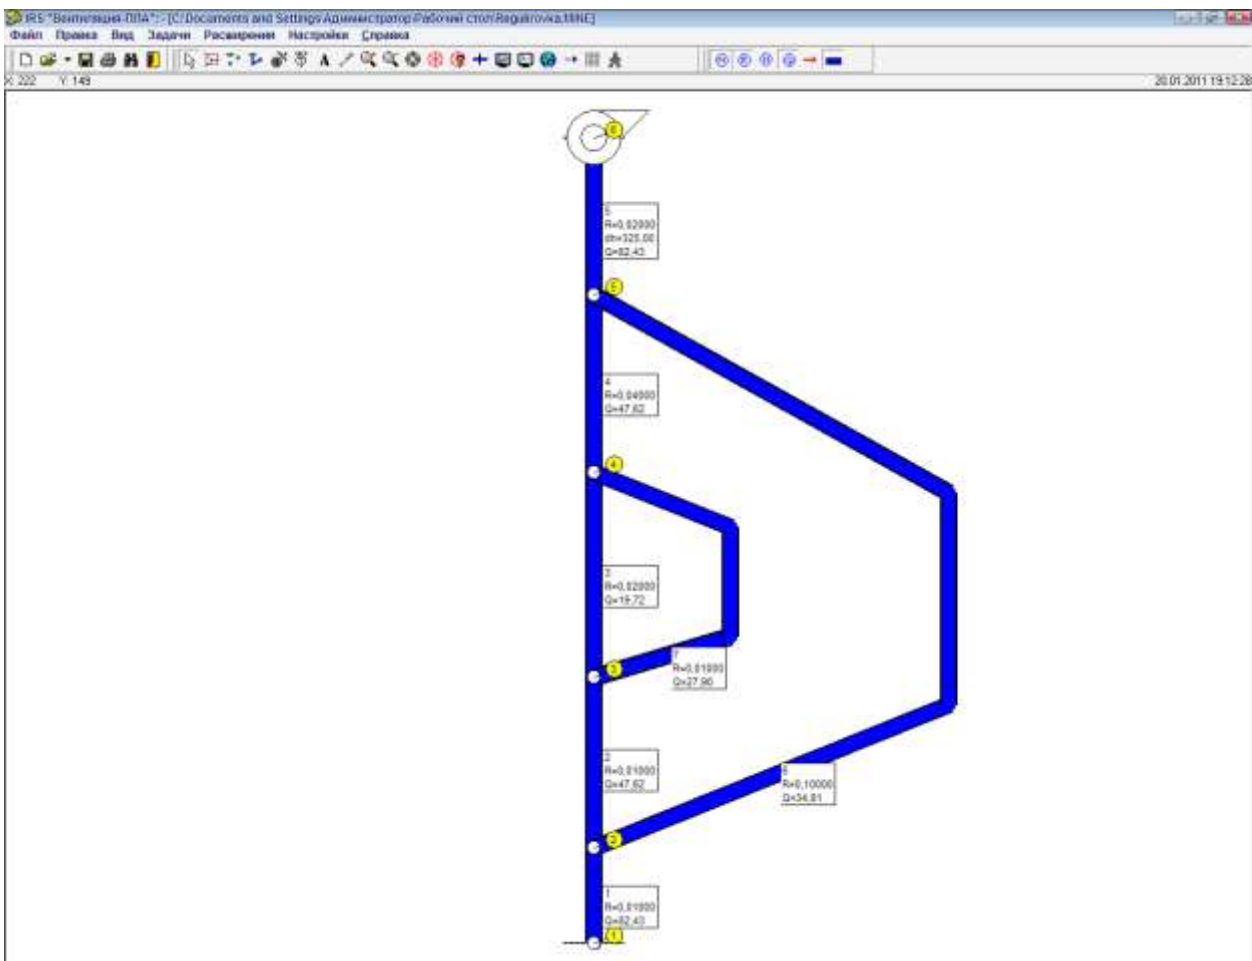 IRS "Вентиляция-ПЛА": - [C:\Documents and Settings\Администратор\Рабочий стол\Regulirovka.MINE]
Файл Правка Вид Задачи Расширения Настройки Справка
X: 222 Y: 149 20.01.2011 19:12:28
6
5
R=0,02000
dh=325,00
Q=82,43
5
4
R=0,04000
Q=47,62
4
3
R=0,02000
Q=19,72
3
7
R=0,01000
Q=27,90
2
R=0,01000
Q=47,62
6
R=0,10000
Q=34,81
2
1
R=0,01000
Q=82,43
1